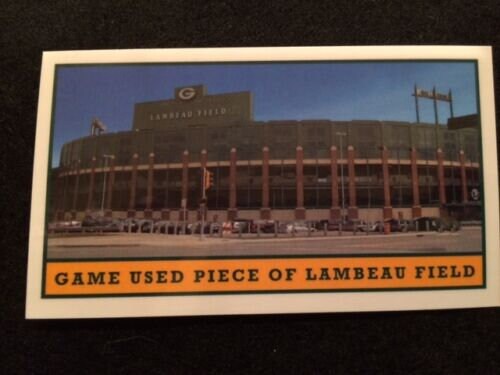 G
LAMBEAU FIELD
GAME USED PIECE OF LAMBEAU FIELD